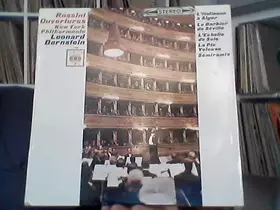 Rossini
Ouvertures
New York
Philharmonic
Leonard
Bernstein
CBS
STEREO
L'Italienne
à Alger
Le Barbier
de Séville
L'Echelle
de Soie
La Pie
Voleuse
Sémiramis